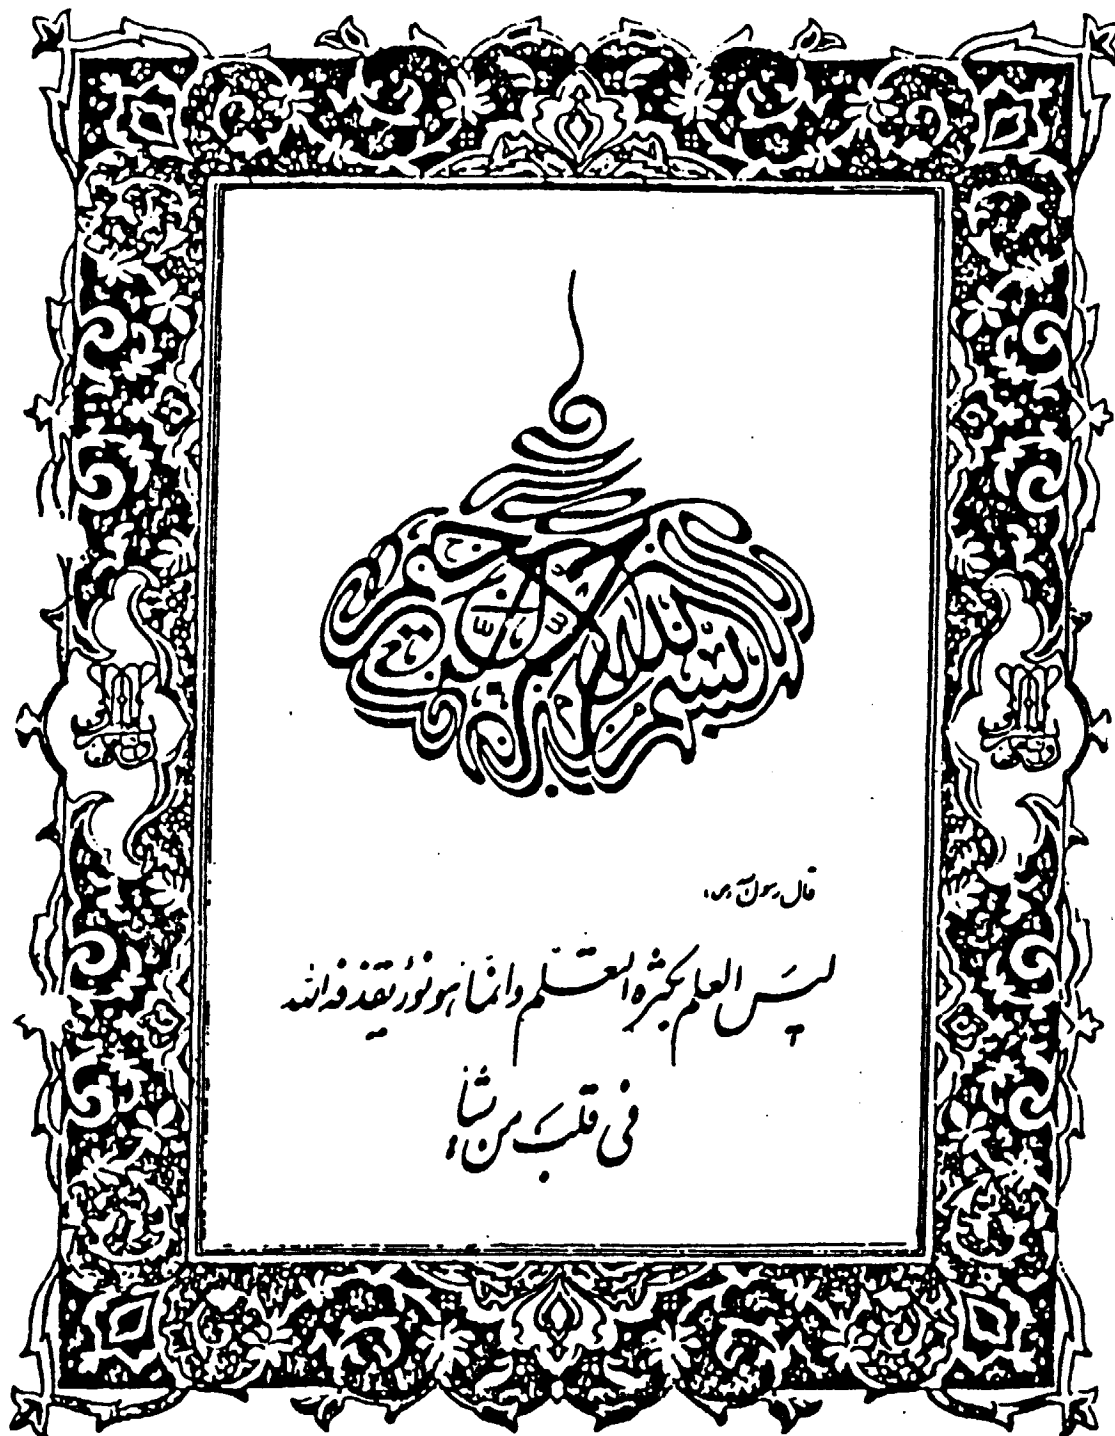 بسم الله الرحمن الرحیم
قال رسول الله (ص)
لیس العلم بکثره التعلم وانما هو نور یقذفه الله
فی قلب من یشاء